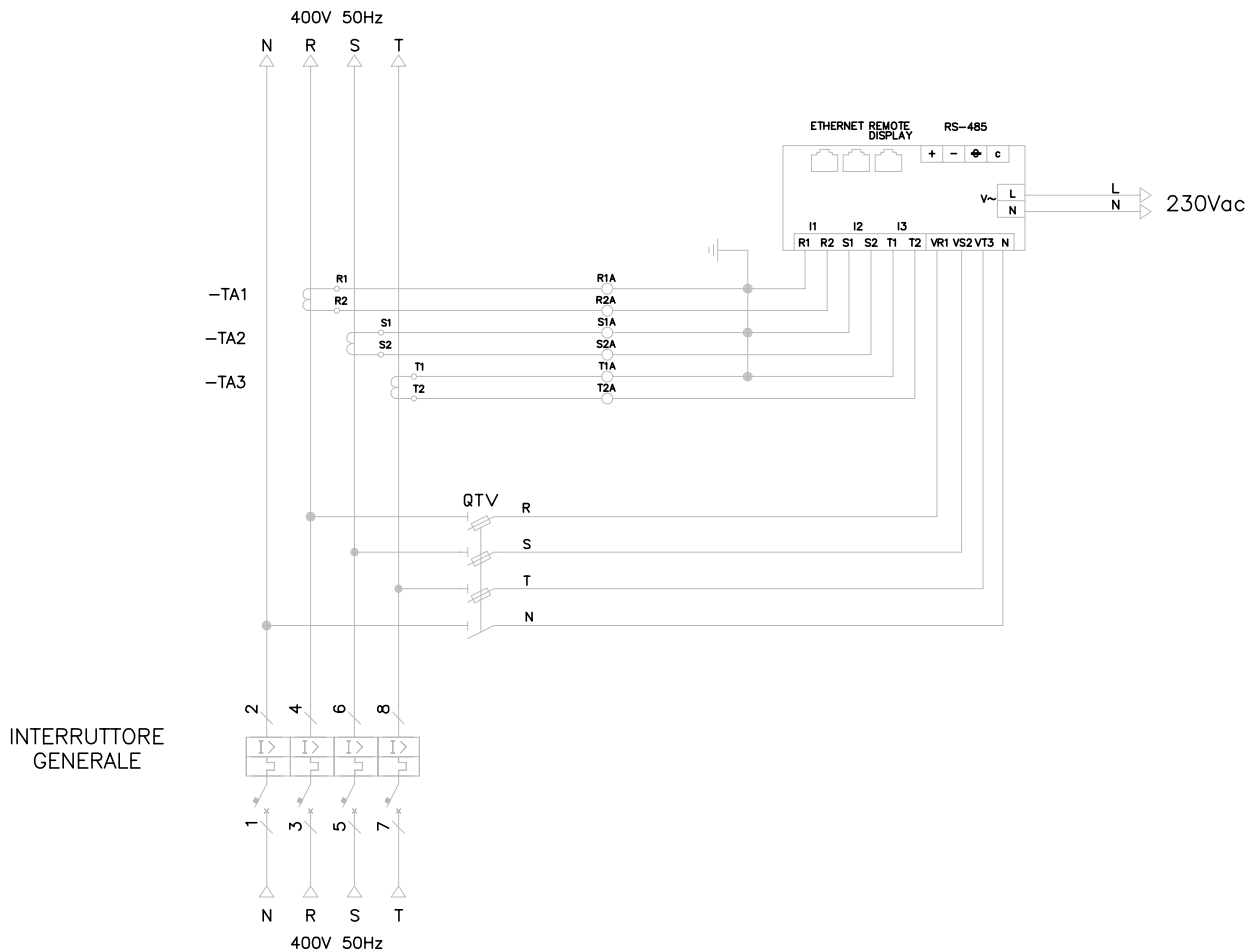 400V 50Hz
N R S T
ETHERNET REMOTE DISPLAY RS-485
+ - c
V~ L L
N N
230Vac
I1 I2 I3
R1 R2 S1 S2 T1 T2 VR1 VS2 VT3 N
-TA1 R1 R1A
R2 R2A
-TA2 S1 S1A
S2 S2A
-TA3 T1 T1A
T2 T2A
QTV R
S
T
N
2 4 6 8
INTERRUTTORE
GENERALE
I> I> I> I>
1 3 5 7
N R S T
400V 50Hz